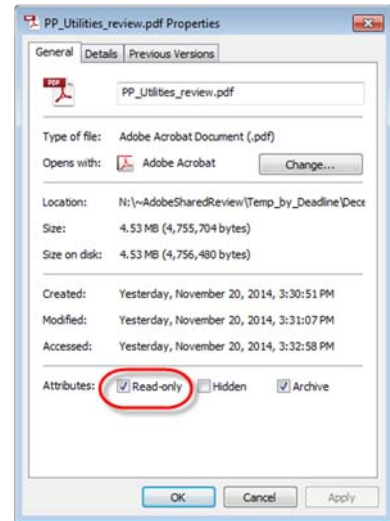 PP_Utilities_review.pdf Properties
General Details Previous Versions
PDF
PP_Utilities_review.pdf
Type of file: Adobe Acrobat Document (.pdf)
Opens with: Adobe Acrobat Change...
Location: N:\~AdobeSharedReview\Temp_by_Deadline\Dece
Size: 4.53 MB (4,755,704 bytes)
Size on disk: 4.53 MB (4,756,480 bytes)
Created: Yesterday, November 20, 2014, 3:30:51 PM
Modified: Yesterday, November 20, 2014, 3:31:07 PM
Accessed: Yesterday, November 20, 2014, 3:32:58 PM
Attributes: Read-only Hidden Archive
OK Cancel Apply